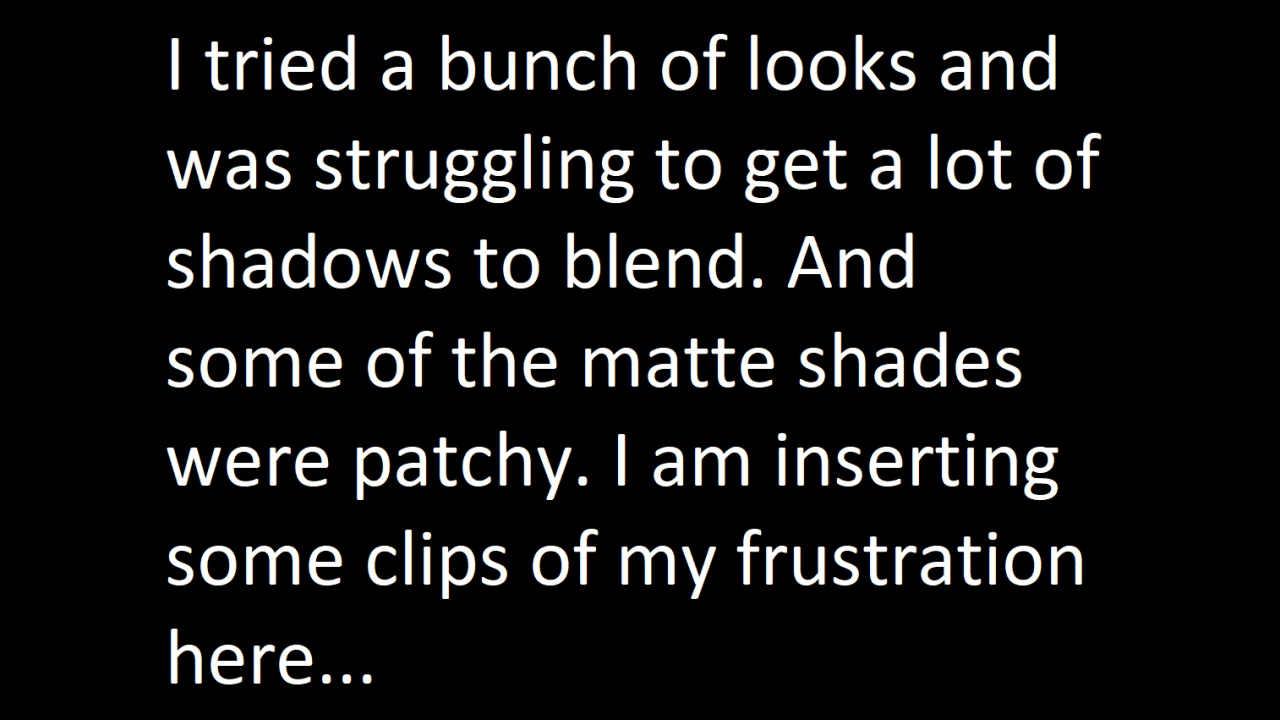 I tried a bunch of looks and
was struggling to get a lot of
shadows to blend. And
some of the matte shades
were patchy. I am inserting
some clips of my frustration
here...